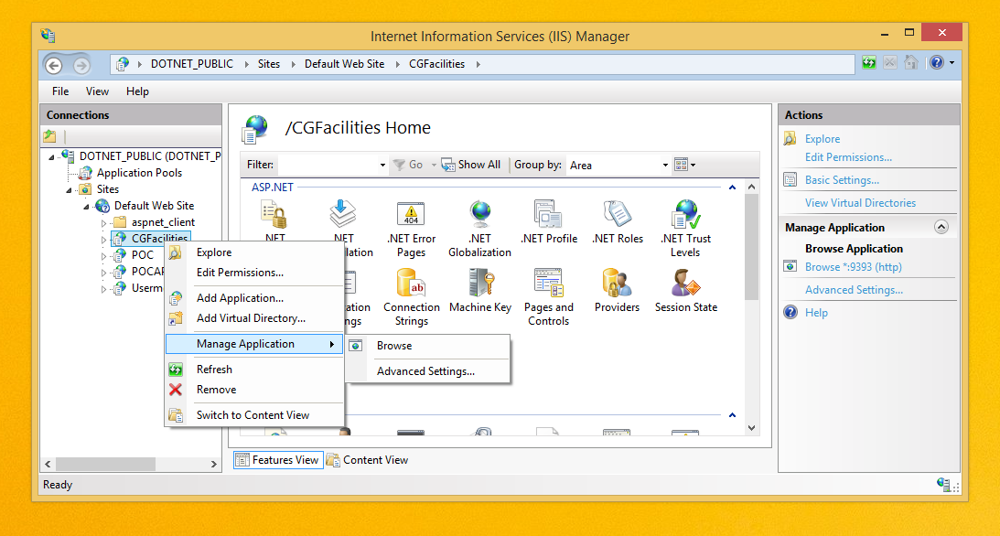 Internet Information Services (IIS) Manager
DOTNET_PUBLIC Sites Default Web Site CGFacilities
File View Help
Connections
DOTNET_PUBLIC (DOTNET_P
Application Pools
Sites
Default Web Site
aspnet_client
CGFacilities
POC
POCAP
Userm
Explore
Edit Permissions...
Add Application...
Add Virtual Directory...
Manage Application
Refresh
Remove
Switch to Content View
Browse
Advanced Settings...
/CGFacilities Home
Filter: Go Show All Group by: Area
ASP.NET
.NET
.NET
lation
.NET Error
Pages
.NET
Globalization
.NET Profile
.NET Roles
.NET Trust
Levels
ation
ngs
Connection
Strings
Machine Key
Pages and
Controls
Providers
Session State
404
ab
Features View Content View
Actions
Explore
Edit Permissions...
Basic Settings...
View Virtual Directories
Manage Application
Browse Application
Browse *:9393 (http)
Advanced Settings...
Help
Ready